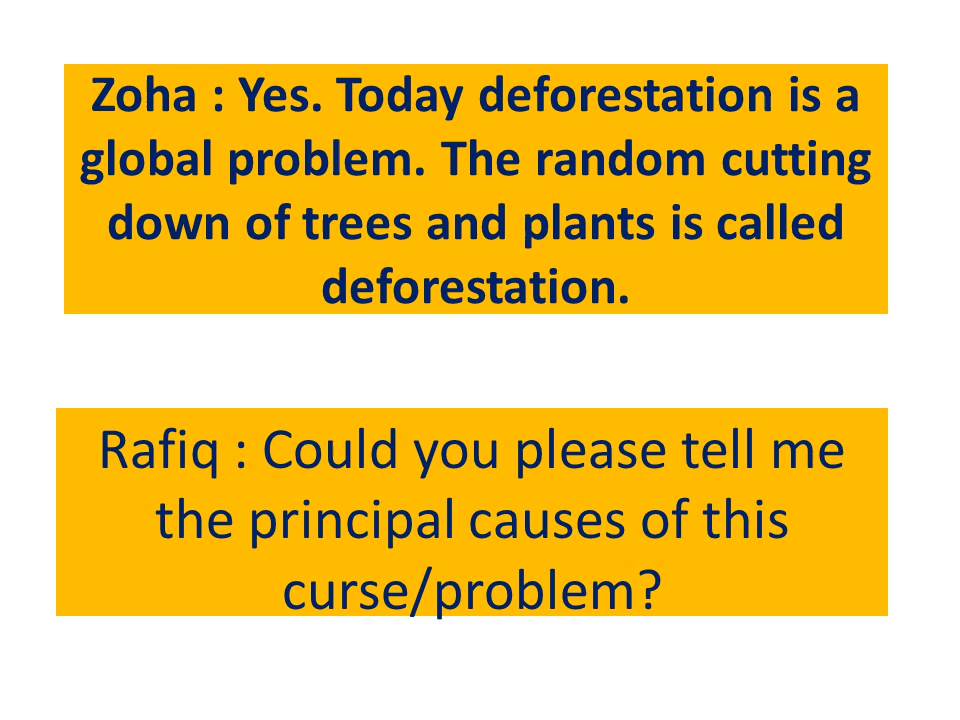 Zoha : Yes. Today deforestation is a
global problem. The random cutting
down of trees and plants is called
deforestation.
Rafiq : Could you please tell me
the principal causes of this
curse/problem?